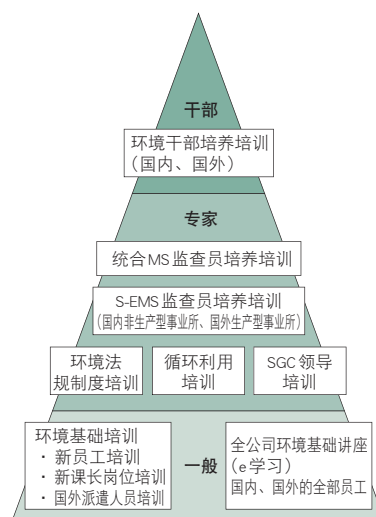 干部
环境干部培养培训
（国内、国外）
专家
统合MS监查员培养培训
S-EMS监查员培养培训
（国内非生产型事业所、国外生产型事业所）
环境法
规制度培训
循环利用
培训
SGC领导
培训
环境基础培训
・新员工培训
・新课长岗位培训
・国外派遣人员培训
一般
全公司环境基础讲座
（e学习）
国内、国外的全部员工